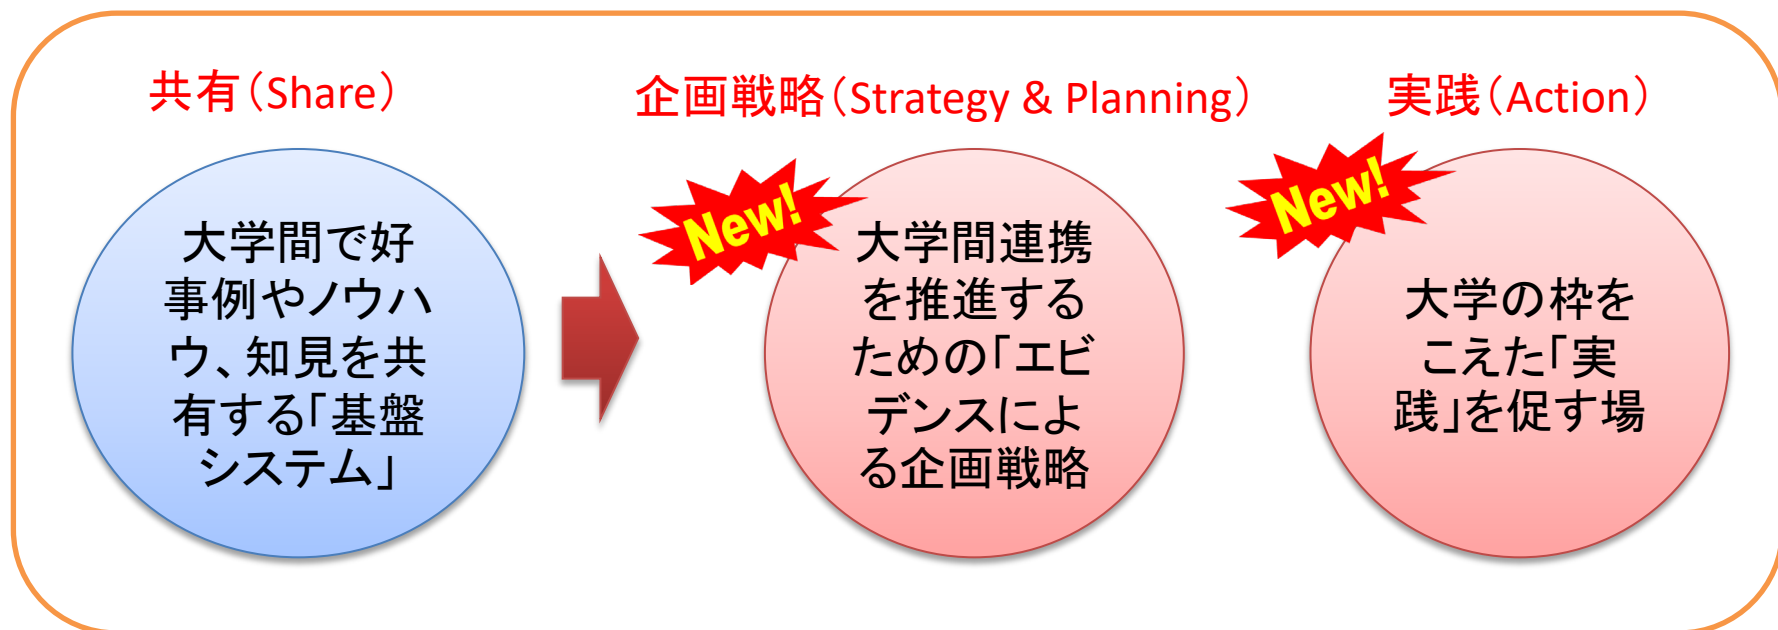 共有（Share）
大学間で好
事例やノウハ
ウ、知見を共
有する「基盤
システム」
企画戦略（Strategy & Planning）
New!
大学間連携
を推進する
ための「エビ
デンスによ
る企画戦略
実践（Action）
New!
大学の枠を
こえた「実
践」を促す場